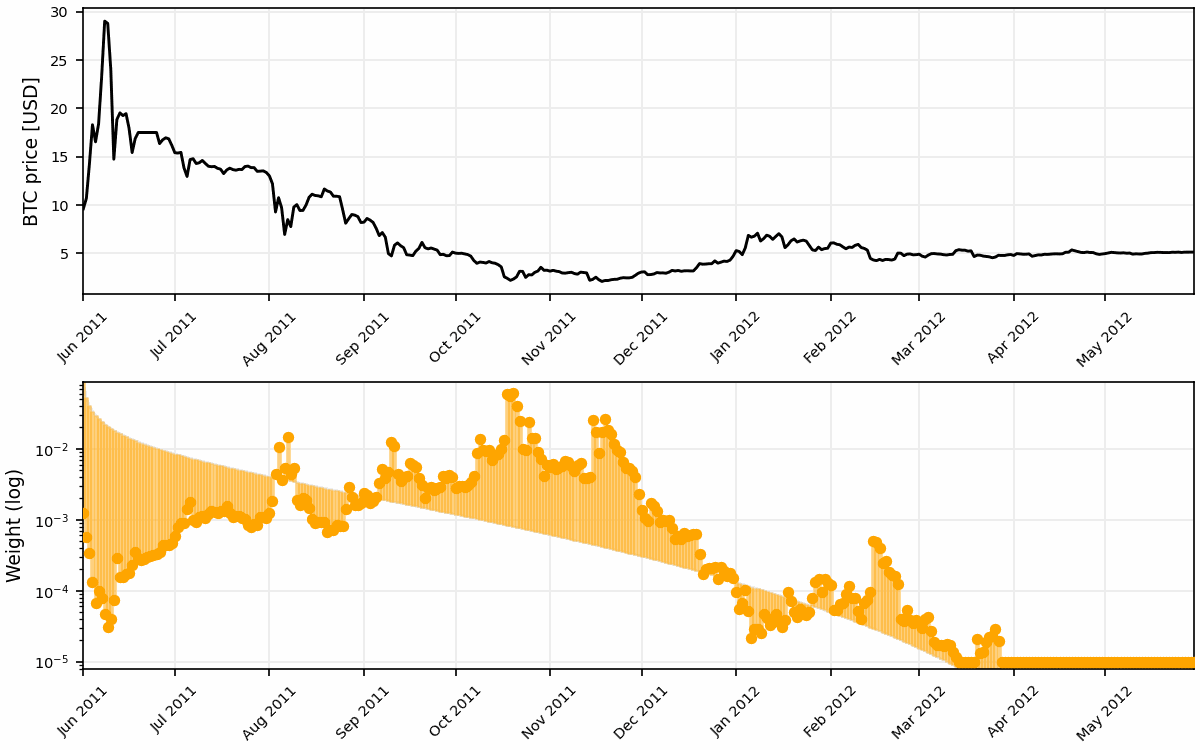 BTC price [USD]
30
25
20
15
10
5
Jun 2011
Jul 2011
Aug 2011
Sep 2011
Oct 2011
Nov 2011
Dec 2011
Jan 2012
Feb 2012
Mar 2012
Apr 2012
May 2012
Weight (log)
10⁻²
10⁻³
10⁻⁴
10⁻⁵
Jun 2011
Jul 2011
Aug 2011
Sep 2011
Oct 2011
Nov 2011
Dec 2011
Jan 2012
Feb 2012
Mar 2012
Apr 2012
May 2012